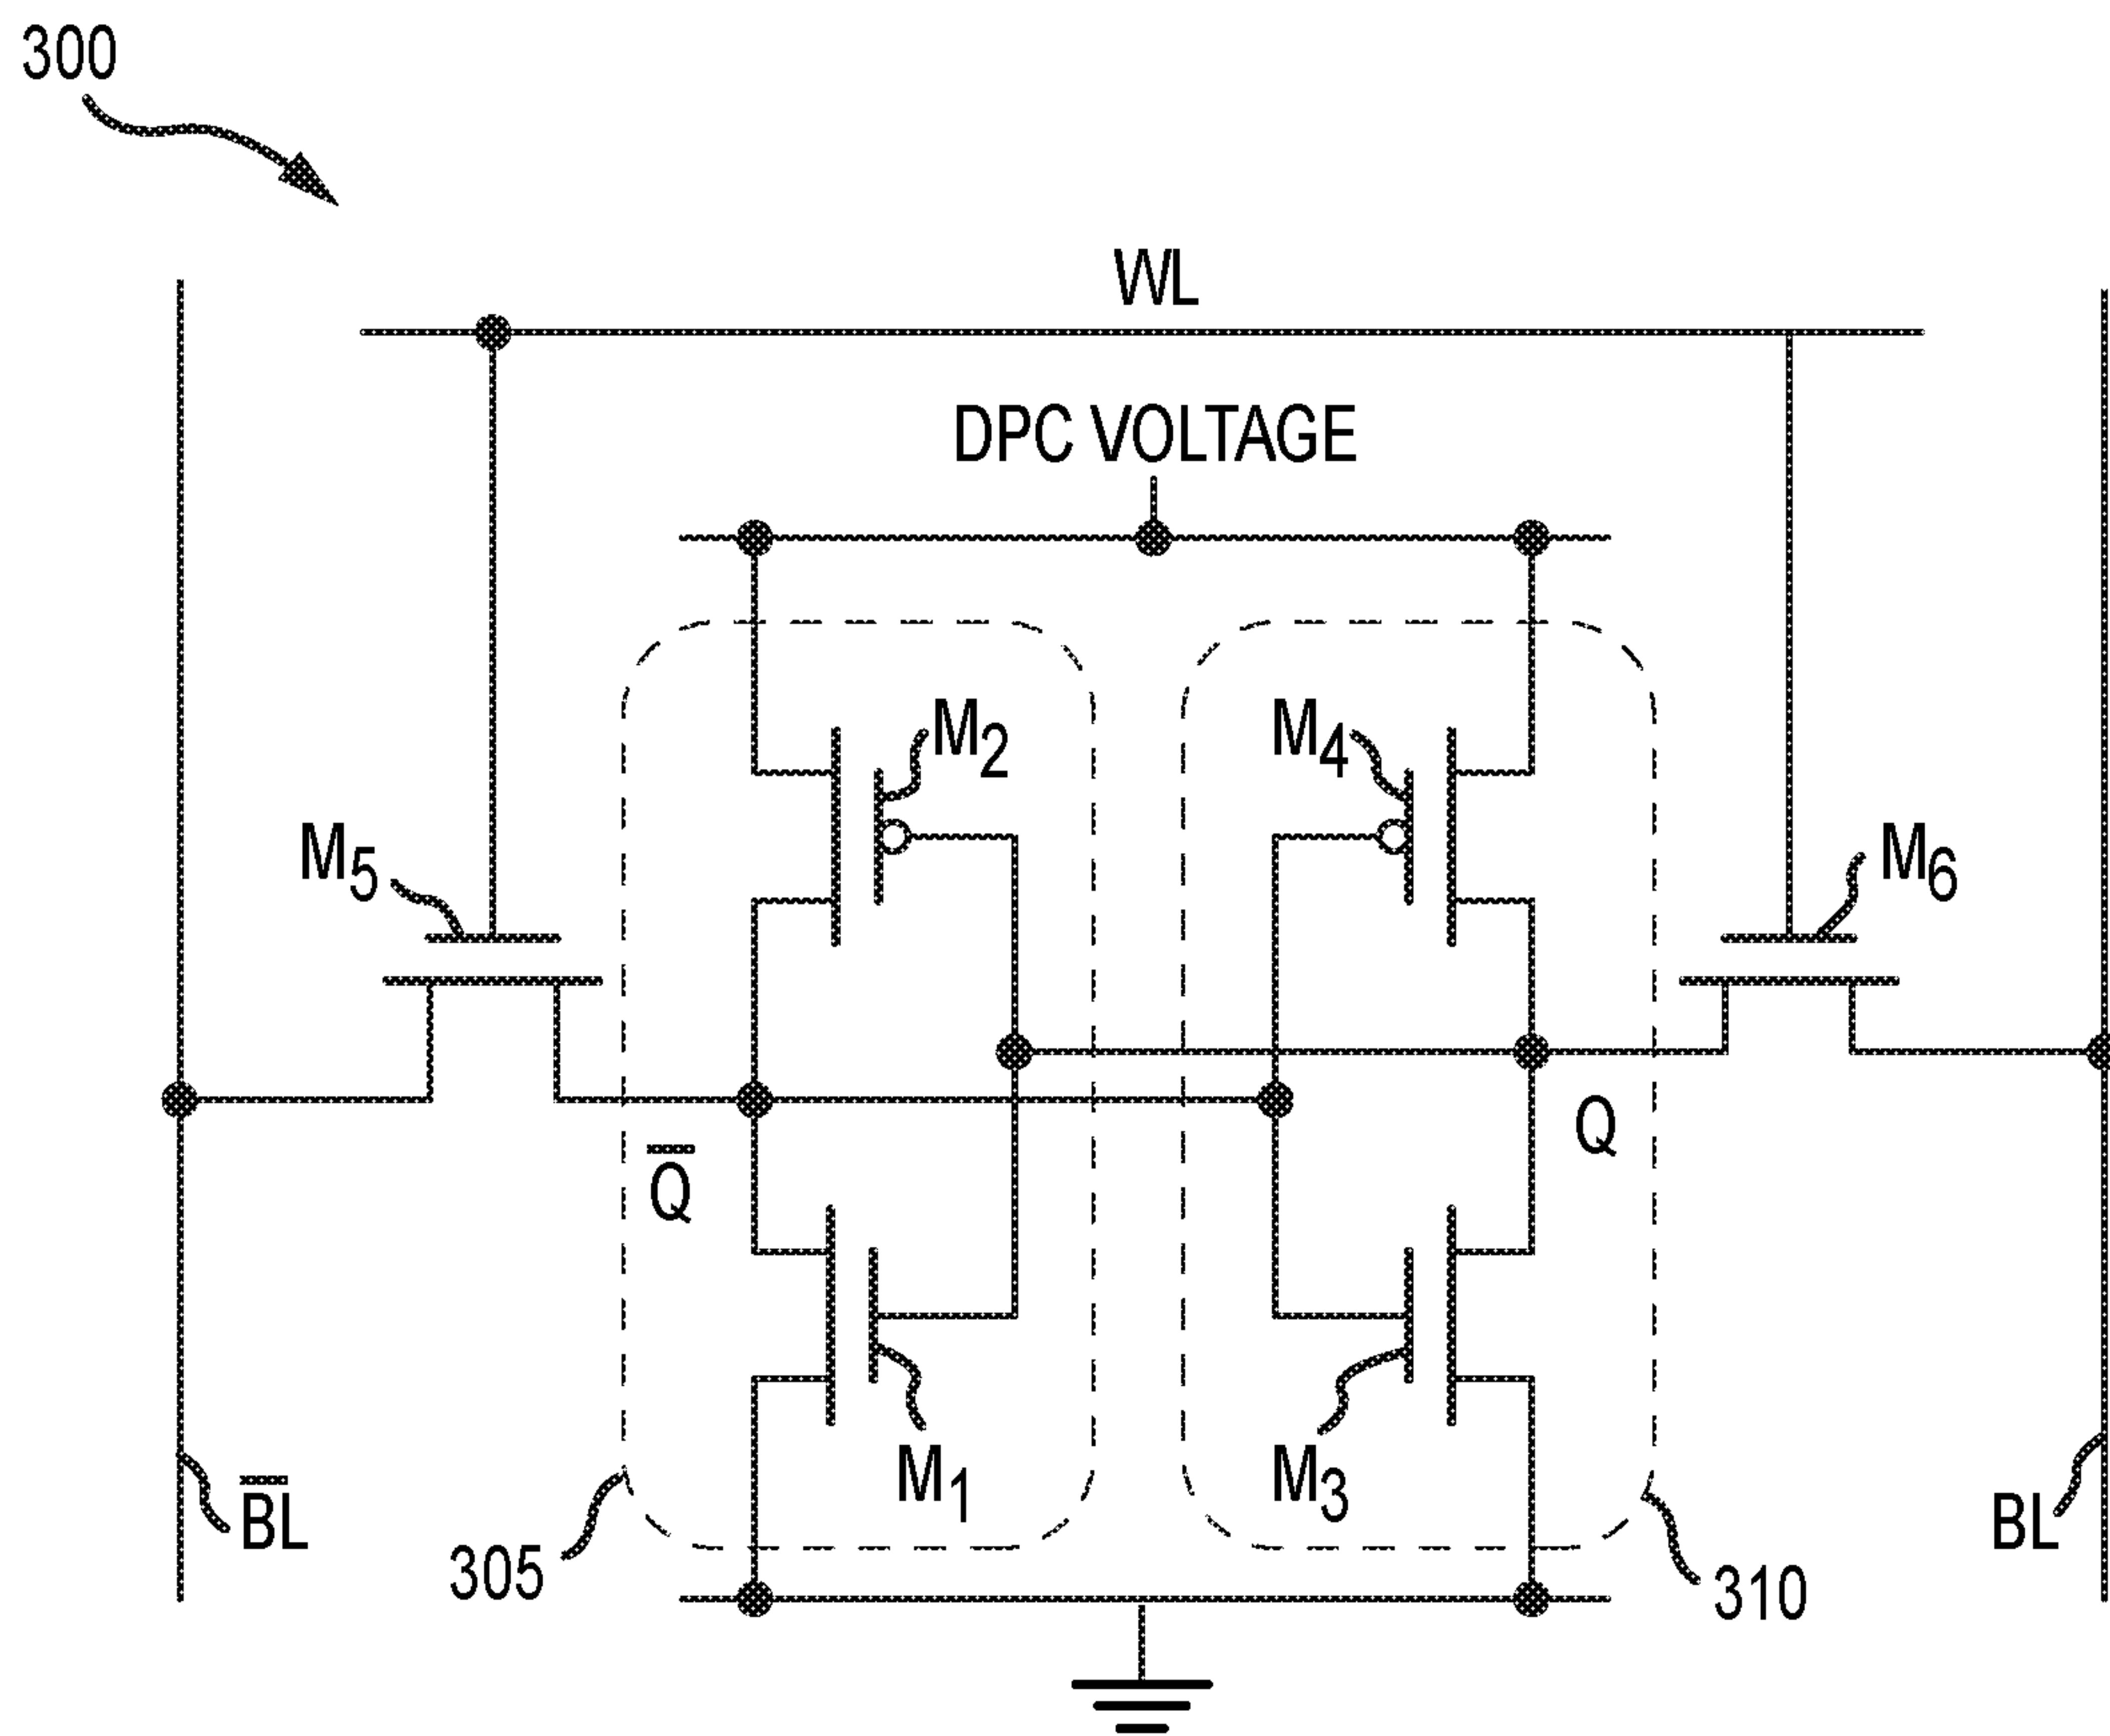 300
WL
DPC VOLTAGE
M2
M4
M5
M6
Q̅
Q
M1
M3
B̅L̅
BL
305
310